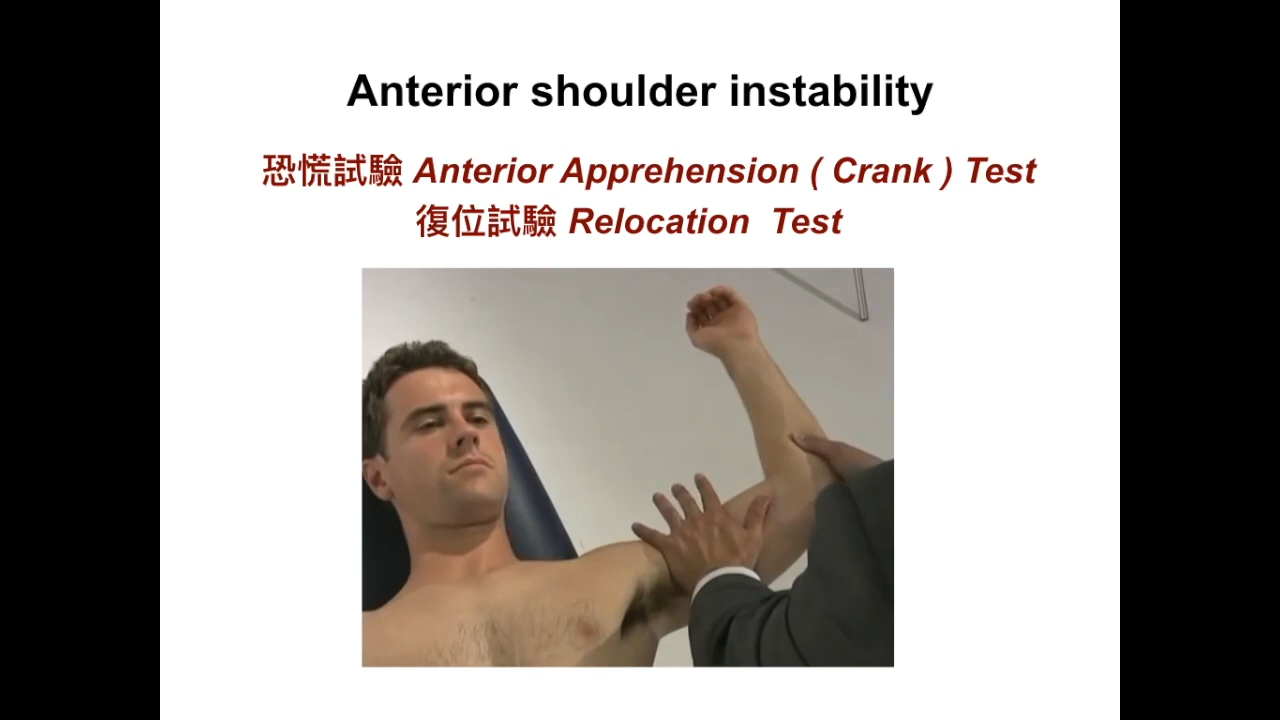 Anterior shoulder instability
恐慌試驗 Anterior Apprehension ( Crank ) Test
復位試驗 Relocation Test